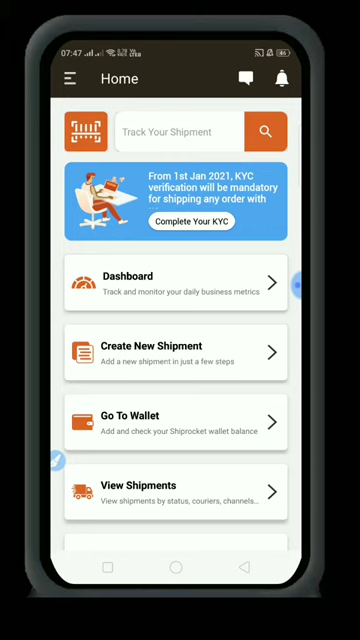 07:47
Home
Track Your Shipment
From 1st Jan 2021, KYC
verification will be mandatory
for shipping any order with
Complete Your KYC
Dashboard
Track and monitor your daily business metrics
Create New Shipment
Add a new shipment in just a few steps
Go To Wallet
Add and check your Shiprocket wallet balance
View Shipments
View shipments by status, couriers, channels...